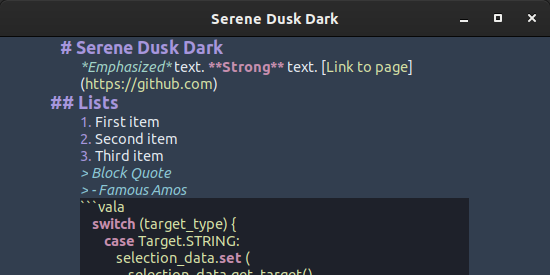 Serene Dusk Dark
# Serene Dusk Dark
*Emphasized* text. **Strong** text. [Link to page]
(https://github.com)
## Lists
1. First item
2. Second item
3. Third item
> Block Quote
> - Famous Amos
```vala
switch (target_type) {
case Target.STRING:
selection_data.set (
selection_data.get_target()